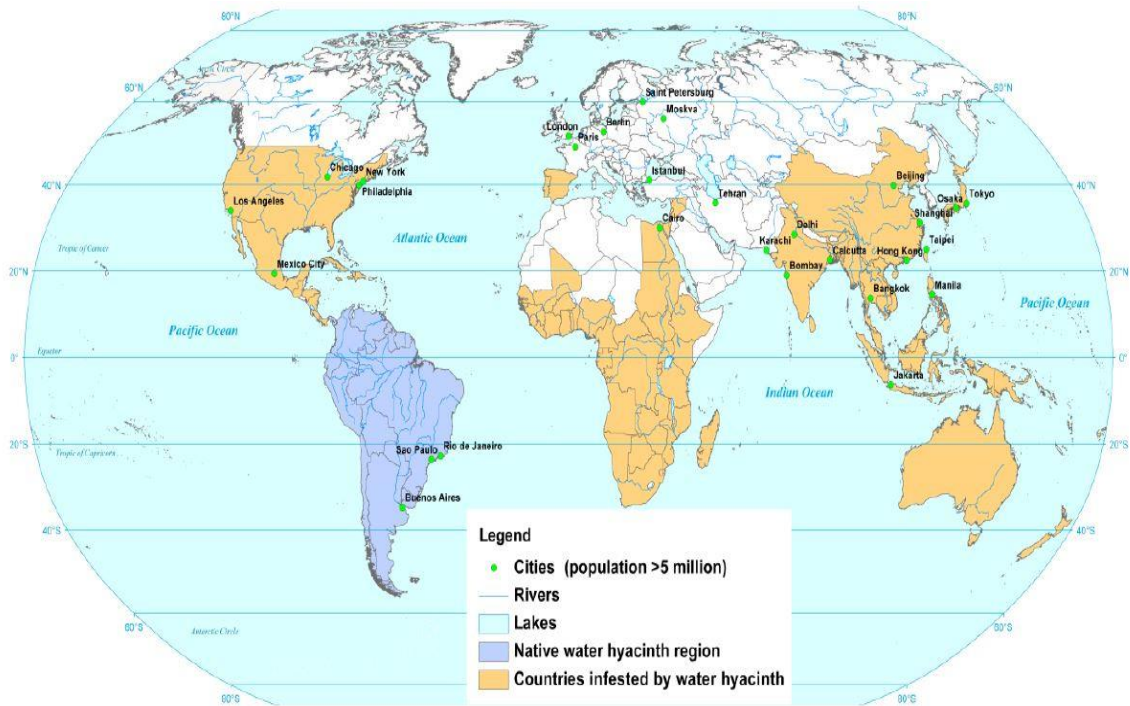 80°N
80°N
Arctic Circle
60°N
60°N
Saint Petersburg
Moskva
London
Berlin
Paris
Chicago
New York
Istanbul
Beijing
40°N
40°N
Philadelphia
Tehran
Tokyo
Osaka
Los Angeles
Shanghai
Cairo
Delhi
Atlantic Ocean
Karachi
Taipei
Tropic of Cancer
Calcutta
Hong Kong
Mexico City
Bombay
20°N
20°N
Bangkok
Manila
Pacific Ocean
Pacific Ocean
Equator
0°
0°
Jakarta
Indian Ocean
20°S
20°S
Rio de Janeiro
Sao Paulo
Tropic of Capricorn
Buenos Aires
40°S
40°S
Legend
Cities (population >5 million)
Rivers
Lakes
Native water hyacinth region
Countries infested by water hyacinth
60°S
60°S
Antarctic Circle
80°S
80°S